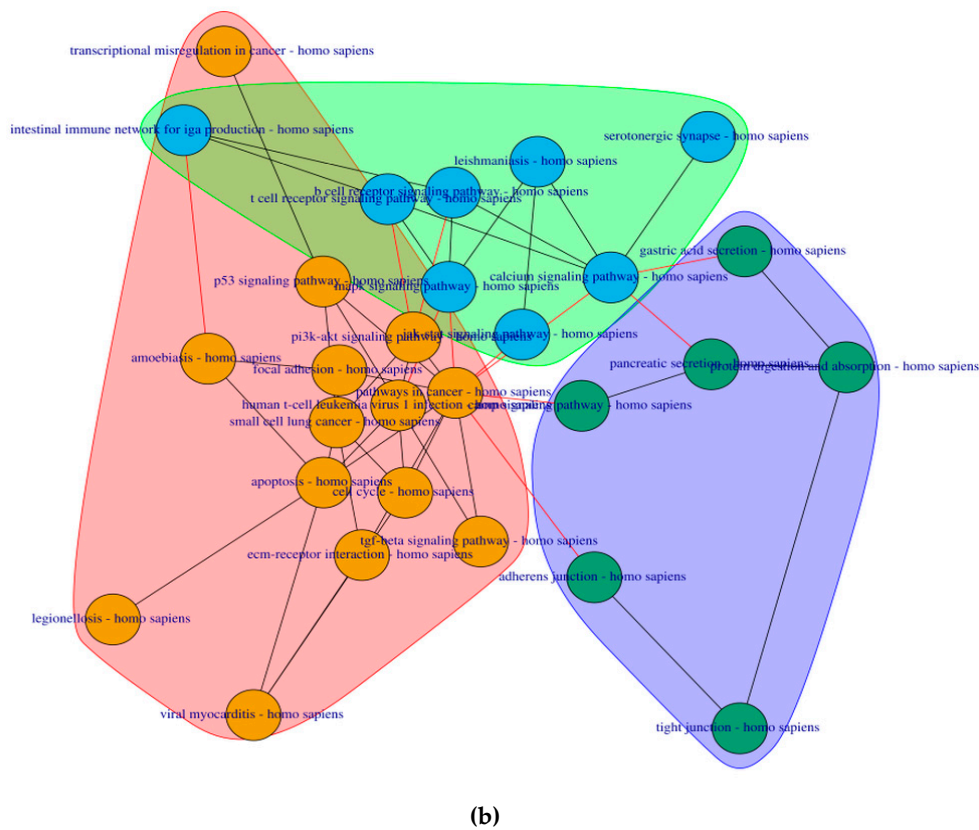 transcriptional misregulation in cancer - homo sapiens
intestinal immune network for iga production - homo sapiens
serotonergic synapse - homo sapiens
leishmaniasis - homo sapiens
b cell receptor signaling pathway - homo sapiens
t cell receptor signaling pathway - homo sapiens
gastric acid secretion - homo sapiens
p53 signaling pathway - homo sapiens
mapk signaling pathway - homo sapiens
calcium signaling pathway - homo sapiens
pi3k-akt signaling pathway - homo sapiens
jak-stat signaling pathway - homo sapiens
amoebiasis - homo sapiens
focal adhesion - homo sapiens
pancreatic secretion - homo sapiens
protein digestion and absorption - homo sapiens
pathways in cancer - homo sapiens
human t-cell leukemia virus 1 infection - homo sapiens
signaling pathway - homo sapiens
small cell lung cancer - homo sapiens
apoptosis - homo sapiens
cell cycle - homo sapiens
tgf-beta signaling pathway - homo sapiens
ecm-receptor interaction - homo sapiens
adherens junction - homo sapiens
legionellosis - homo sapiens
viral myocarditis - homo sapiens
tight junction - homo sapiens
(b)